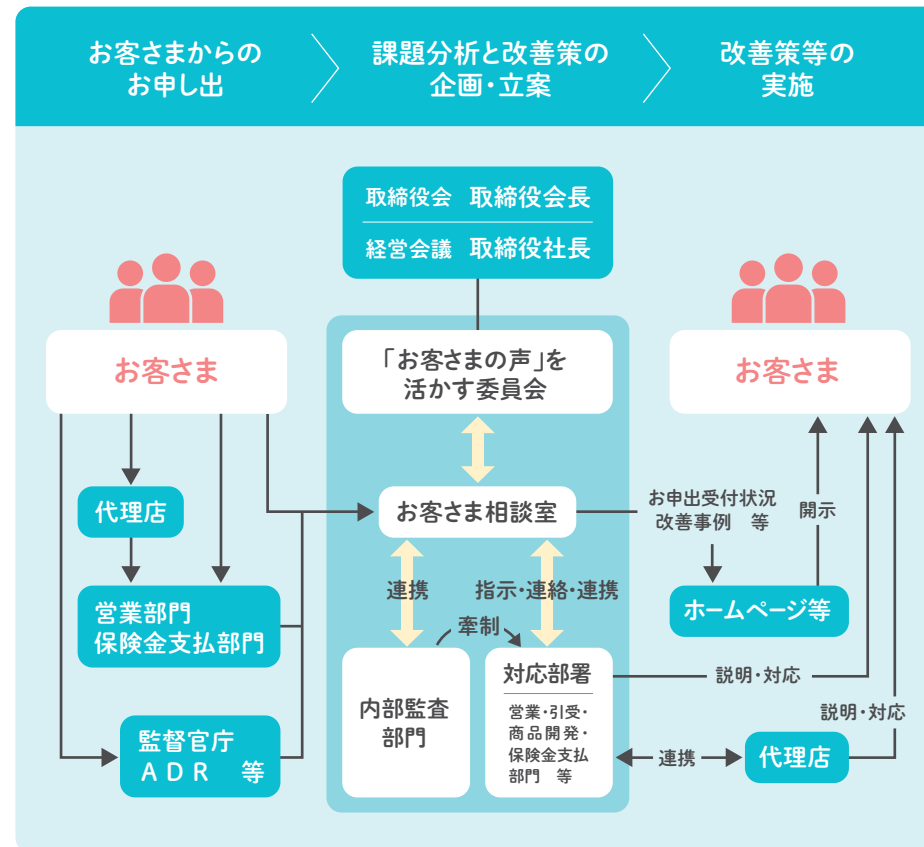 お客さまからの
お申し出
課題分析と改善策の
企画・立案
改善策等の
実施
取締役会 取締役会長
経営会議 取締役社長
お客さま
「お客さまの声」を
活かす委員会
お客さま
代理店
お客さま相談室
お申出受付状況
改善事例 等
開示
営業部門
保険金支払部門
連携
指示・連絡・連携
ホームページ等
牽制
内部監査
部門
対応部署
営業・引受・
商品開発・
保険金支払
部門 等
説明・対応
説明・対応
監督官庁
ADR 等
連携
代理店